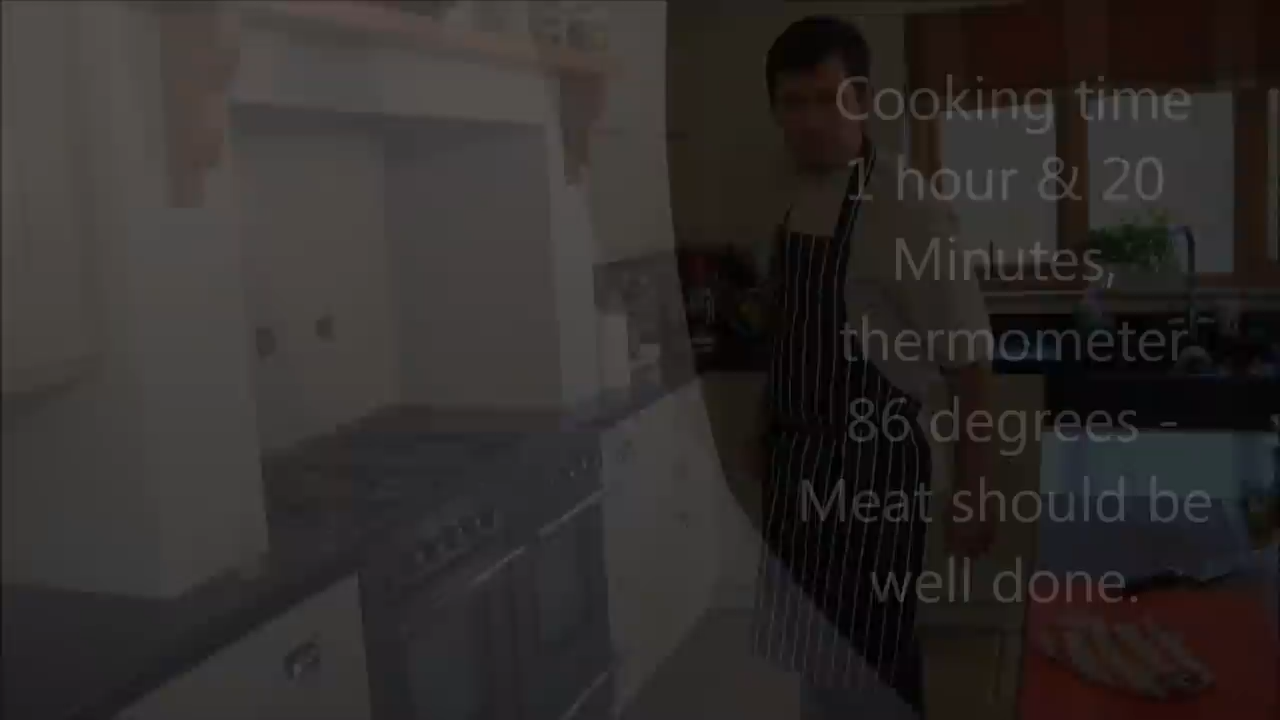 Cooking time
1 hour & 20
Minutes,
thermometer
86 degrees -
Meat should be
well done.